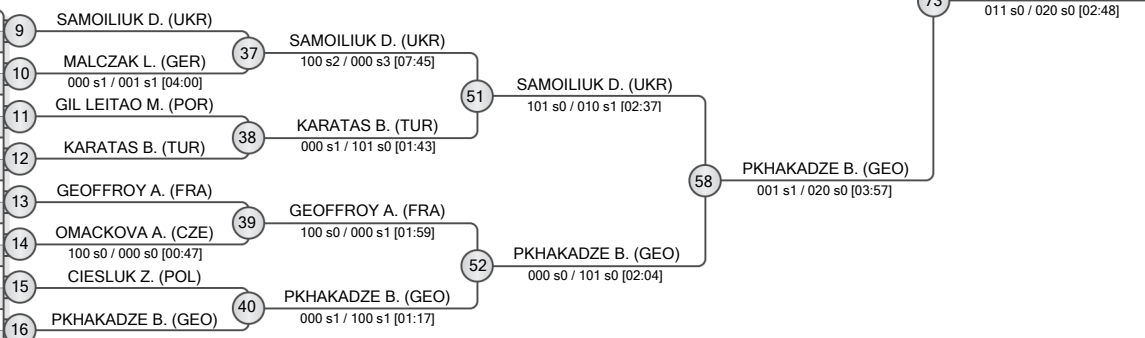 73
011 s0 / 020 s0 [02:48]
9
SAMOILIUK D. (UKR)
37
SAMOILIUK D. (UKR)
100 s2 / 000 s3 [07:45]
10
MALCZAK L. (GER)
000 s1 / 001 s1 [04:00]
51
SAMOILIUK D. (UKR)
101 s0 / 010 s1 [02:37]
11
GIL LEITAO M. (POR)
38
KARATAS B. (TUR)
000 s1 / 101 s0 [01:43]
12
KARATAS B. (TUR)
58
PKHAKADZE B. (GEO)
001 s1 / 020 s0 [03:57]
13
GEOFFROY A. (FRA)
39
GEOFFROY A. (FRA)
100 s0 / 000 s1 [01:59]
14
OMACKOVA A. (CZE)
100 s0 / 000 s0 [00:47]
52
PKHAKADZE B. (GEO)
000 s0 / 101 s0 [02:04]
15
CIESLUK Z. (POL)
40
PKHAKADZE B. (GEO)
000 s1 / 100 s1 [01:17]
16
PKHAKADZE B. (GEO)